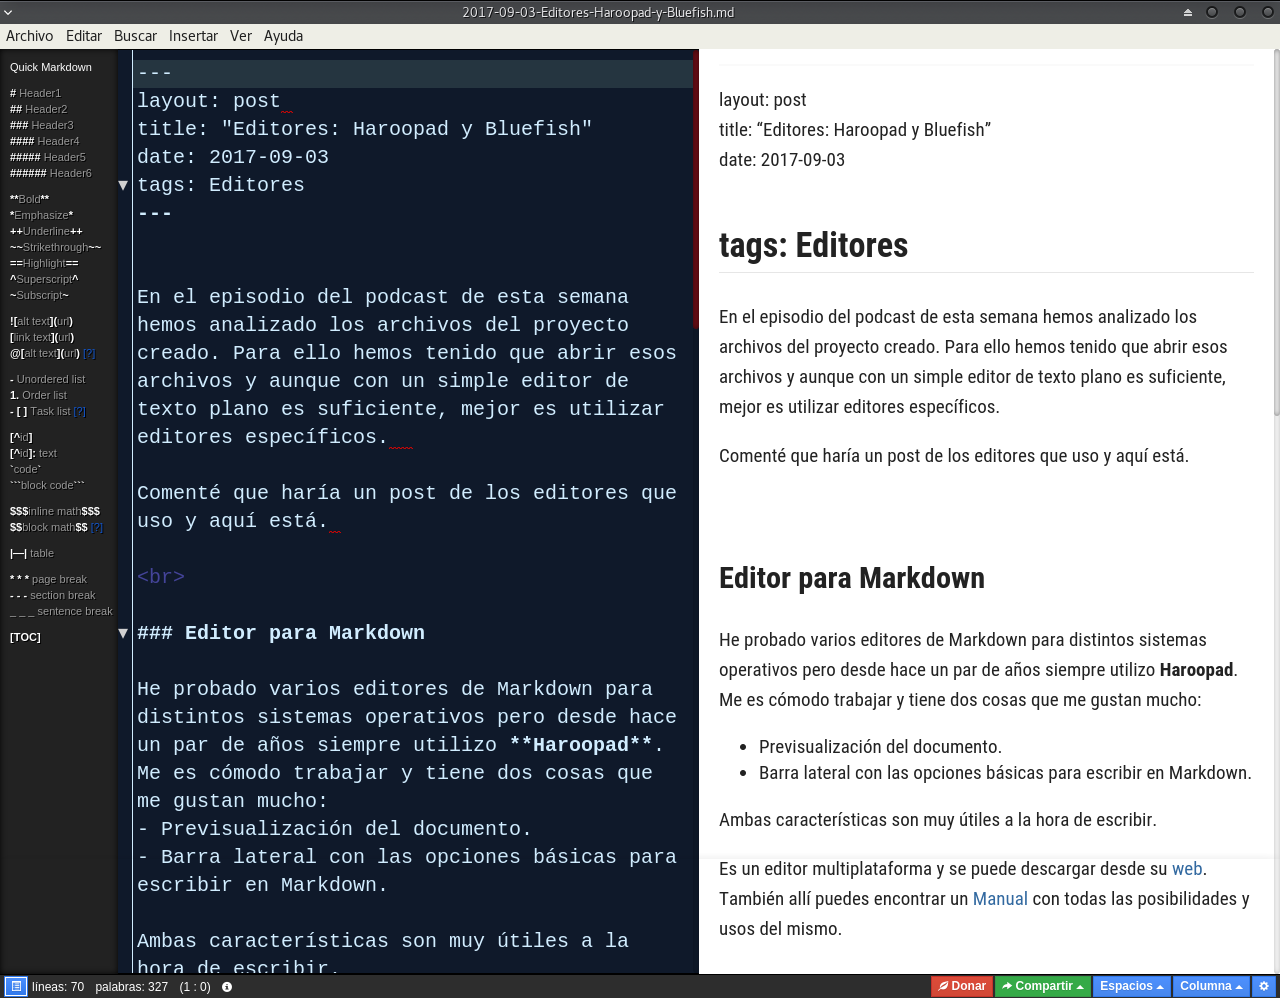 2017-09-03-Editores-Haroopad-y-Bluefish.md
Archivo Editar Buscar Insertar Ver Ayuda
Quick Markdown
# Header1
## Header2
### Header3
#### Header4
##### Header5
###### Header6
**Bold**
*Emphasize*
++Underline++
~~Strikethrough~~
==Highlight==
^Superscript^
~Subscript~
![alt text](url)
[link text](url)
@[alt text](url) [?]
- Unordered list
1. Order list
- [ ] Task list [?]
[^id]
[^id]: text
`code`
```block code```
$$$inline math$$$
$$block math$$ [?]
|—| table
* * * page break
- - - section break
_ _ _ sentence break
[TOC]
---
layout: post
title: "Editores: Haroopad y Bluefish"
date: 2017-09-03
tags: Editores
---
En el episodio del podcast de esta semana
hemos analizado los archivos del proyecto
creado. Para ello hemos tenido que abrir esos
archivos y aunque con un simple editor de
texto plano es suficiente, mejor es utilizar
editores específicos.
Comenté que haría un post de los editores que
uso y aquí está.
<br>
### Editor para Markdown
He probado varios editores de Markdown para
distintos sistemas operativos pero desde hace
un par de años siempre utilizo **Haroopad**.
Me es cómodo trabajar y tiene dos cosas que
me gustan mucho:
- Previsualización del documento.
- Barra lateral con las opciones básicas para
escribir en Markdown.
Ambas características son muy útiles a la
hora de escribir.
layout: post
title: “Editores: Haroopad y Bluefish”
date: 2017-09-03
tags: Editores
En el episodio del podcast de esta semana hemos analizado los
archivos del proyecto creado. Para ello hemos tenido que abrir esos
archivos y aunque con un simple editor de texto plano es suficiente,
mejor es utilizar editores específicos.
Comenté que haría un post de los editores que uso y aquí está.
Editor para Markdown
He probado varios editores de Markdown para distintos sistemas
operativos pero desde hace un par de años siempre utilizo Haroopad.
Me es cómodo trabajar y tiene dos cosas que me gustan mucho:
• Previsualización del documento.
• Barra lateral con las opciones básicas para escribir en Markdown.
Ambas características son muy útiles a la hora de escribir.
Es un editor multiplataforma y se puede descargar desde su web.
También allí puedes encontrar un Manual con todas las posibilidades y
usos del mismo.
líneas: 70 palabras: 327 (1 : 0)
Donar Compartir Espacios Columna